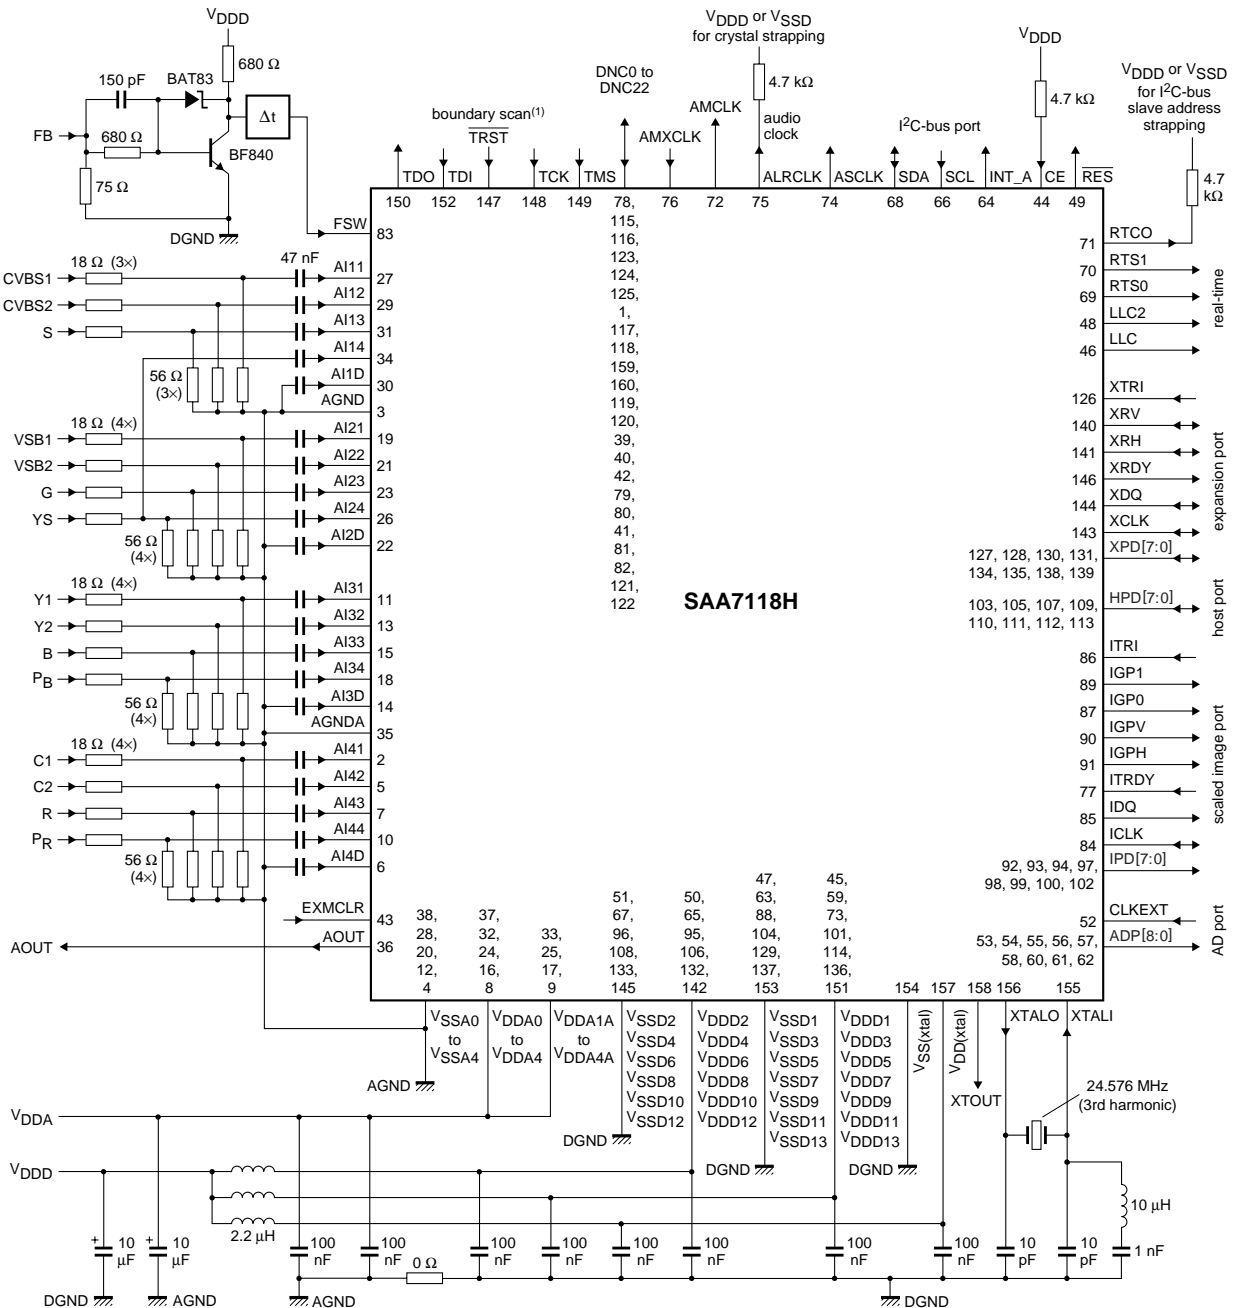 VDDD
680 Ω
150 pF
BAT83
FB
680 Ω
BF840
75 Ω
DGND
Δt
boundary scan(1)
TRST
DNC0 to
DNC22
AMXCLK
AMCLK
VDDD or VSSD
for crystal strapping
4.7 kΩ
audio
clock
I2C-bus port
VDDD
4.7 kΩ
VDDD or VSSD
for I2C-bus
slave address
strapping
4.7
kΩ
TDO
TDI
TCK
TMS
ALRCLK
ASCLK
SDA
SCL
INT_A
CE
RES
150
152
147
148
149
78,
115,
116,
123,
124,
125,
1,
117,
118,
159,
160,
119,
120,
39,
40,
42,
79,
80,
41,
81,
82,
121,
122
76
72
75
74
68
66
64
44
49
FSW
83
CVBS1
18 Ω (3×)
47 nF
AI11
27
CVBS2
AI12
29
S
AI13
31
AI14
34
56 Ω
(3×)
AI1D
30
AGND
3
VSB1
18 Ω (4×)
AI21
19
VSB2
AI22
21
G
AI23
23
YS
AI24
26
56 Ω
(4×)
AI2D
22
Y1
18 Ω (4×)
AI31
11
Y2
AI32
13
B
AI33
15
PB
AI34
18
56 Ω
(4×)
AI3D
14
AGNDA
35
C1
18 Ω (4×)
AI41
2
C2
AI42
5
R
AI43
7
PR
AI44
10
56 Ω
(4×)
AI4D
6
EXMCLR
43
AOUT
AOUT
36
SAA7118H
71
RTCO
70
RTS1
69
RTS0
48
LLC2
46
LLC
real-time
126
XTRI
140
XRV
141
XRH
146
XRDY
144
XDQ
143
XCLK
127, 128, 130, 131,
134, 135, 138, 139
XPD[7:0]
expansion port
103, 105, 107, 109,
110, 111, 112, 113
HPD[7:0]
host port
86
ITRI
89
IGP1
87
IGP0
90
IGPV
91
IGPH
77
ITRDY
85
IDQ
84
ICLK
92, 93, 94, 97,
98, 99, 100, 102
IPD[7:0]
scaled image port
52
CLKEXT
53, 54, 55, 56, 57,
58, 60, 61, 62
ADP[8:0]
AD port
38,
28,
20,
12,
4
37,
32,
24,
16,
8
33,
25,
17,
9
51,
67,
96,
108,
133,
145
50,
65,
95,
106,
132,
142
47,
63,
88,
104,
129,
137,
153
45,
59,
73,
101,
114,
136,
151
154
157
158
156
155
VSSA0
to
VSSA4
VDDA0
to
VDDA4
VDDA1A
to
VDDA4A
VSSD2
VSSD4
VSSD6
VSSD8
VSSD10
VSSD12
VDDD2
VDDD4
VDDD6
VDDD8
VDDD10
VDDD12
VSSD1
VSSD3
VSSD5
VSSD7
VSSD9
VSSD11
VSSD13
VDDD1
VDDD3
VDDD5
VDDD7
VDDD9
VDDD11
VDDD13
VSS(xtal)
VDD(xtal)
XTALO
XTALI
XTOUT
24.576 MHz
(3rd harmonic)
AGND
DGND
DGND
DGND
VDDA
VDDD
2.2 μH
10 μH
+
10
μF
+
10
μF
100
nF
100
nF
100
nF
100
nF
100
nF
100
nF
100
nF
100
nF
10
pF
10
pF
1 nF
0 Ω
DGND
AGND
AGND
DGND